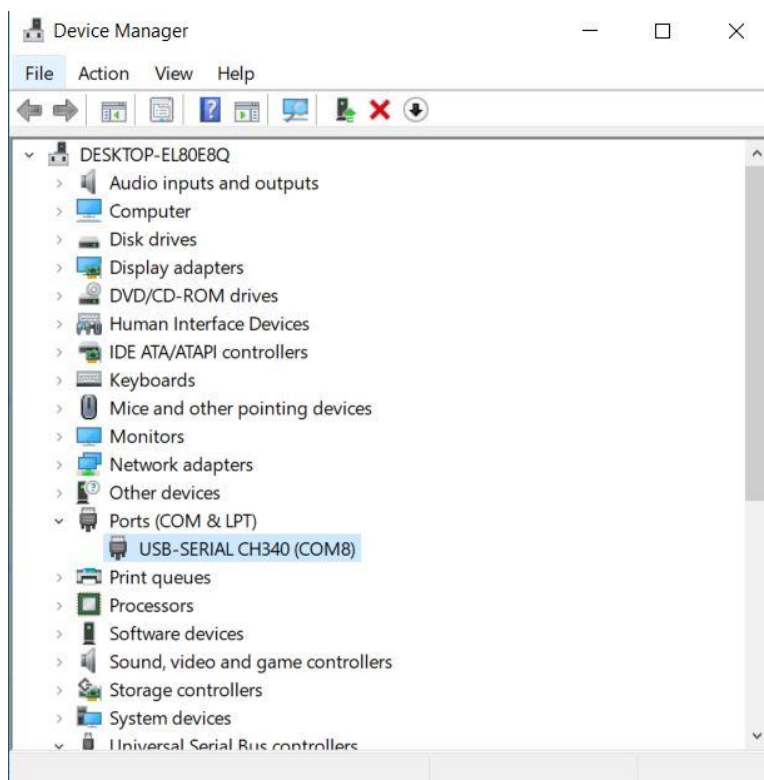 Device Manager
File Action View Help
DESKTOP-EL80E8Q
Audio inputs and outputs
Computer
Disk drives
Display adapters
DVD/CD-ROM drives
Human Interface Devices
IDE ATA/ATAPI controllers
Keyboards
Mice and other pointing devices
Monitors
Network adapters
Other devices
Ports (COM & LPT)
USB-SERIAL CH340 (COM8)
Print queues
Processors
Software devices
Sound, video and game controllers
Storage controllers
System devices
Universal Serial Bus controllers